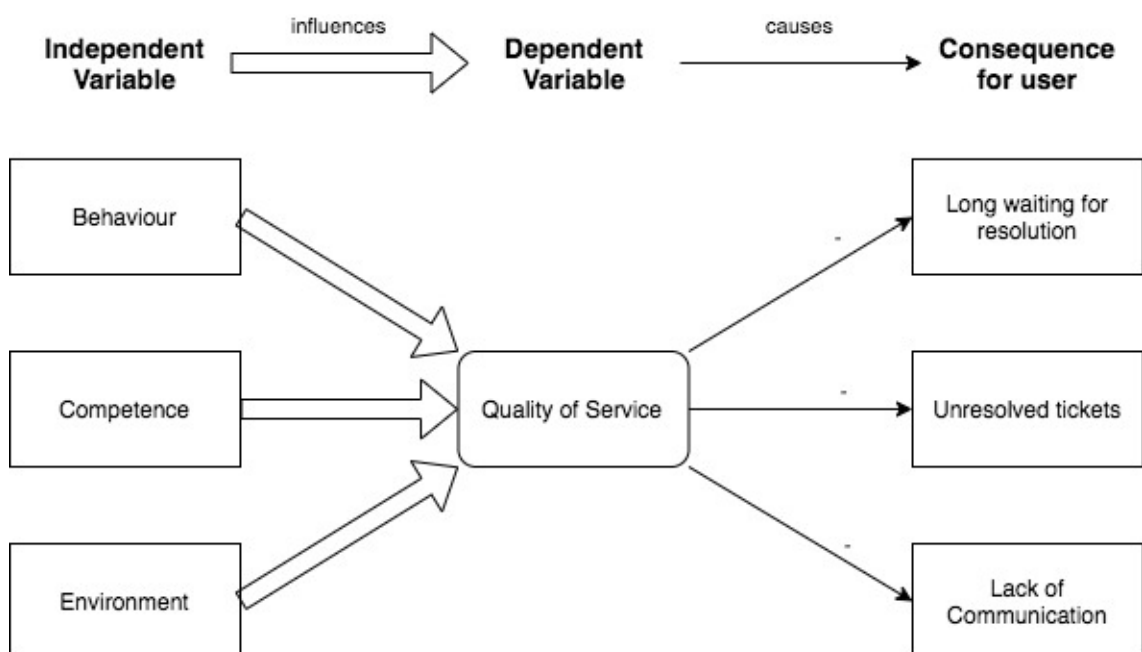 influences
causes
Independent
Variable
Dependent
Variable
Consequence
for user
Behaviour
Long waiting for
resolution
-
Competence
Quality of Service
-
Unresolved tickets
Environment
-
Lack of
Communication